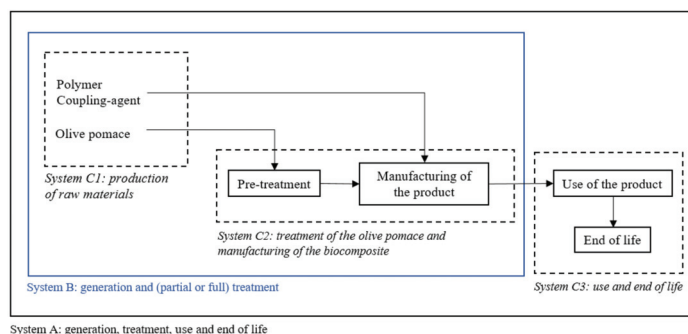 Polymer
Coupling-agent
Olive pomace
System C1: production
of raw materials
Pre-treatment
Manufacturing of
the product
System C2: treatment of the olive pomace and
manufacturing of the biocomposite
Use of the product
End of life
System C3: use and end of life
System B: generation and (partial or full) treatment
System A: generation, treatment, use and end of life